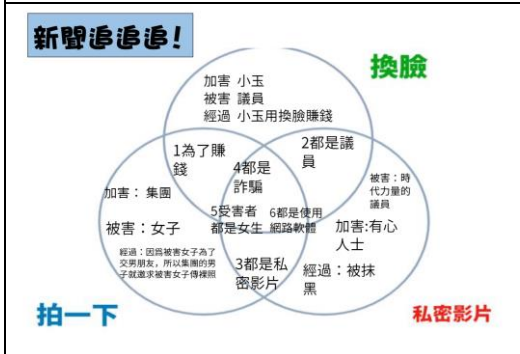 新聞追追追!
換臉
加害 小玉
被害 議員
經過 小玉用換臉賺錢
1為了賺
錢
2都是議
員
4都是
詐騙
加害： 集團
被害：時
代力量的
議員
5受害者
都是女生
6都是使用
網路軟體
被害：女子
加害:有心
人士
經過：因為被害女子為了
交男朋友，所以集團的男
子就邀求被害女子傳裸照
3都是私
密影片
經過：被抹
黑
拍一下
私密影片